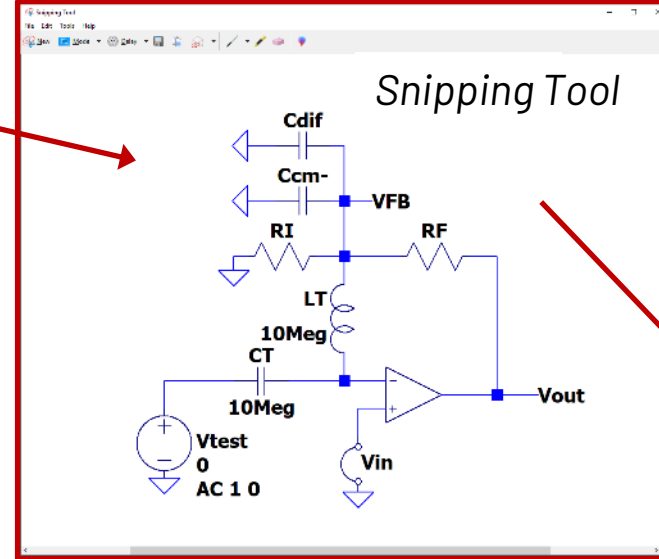 Snipping Tool
File Edit Tools Help
New Mode Delay
Snipping Tool
Cdif
Ccm-
VFB
RI
RF
LT
10Meg
CT
10Meg
Vout
Vtest
0
AC 1 0
Vin